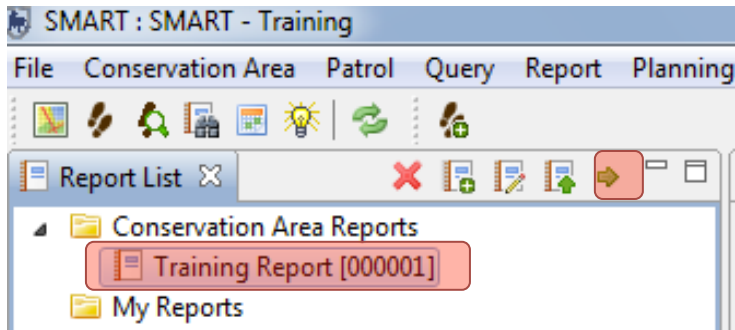 SMART : SMART - Training
File Conservation Area Patrol Query Report Planning
Report List
Conservation Area Reports
Training Report [000001]
My Reports